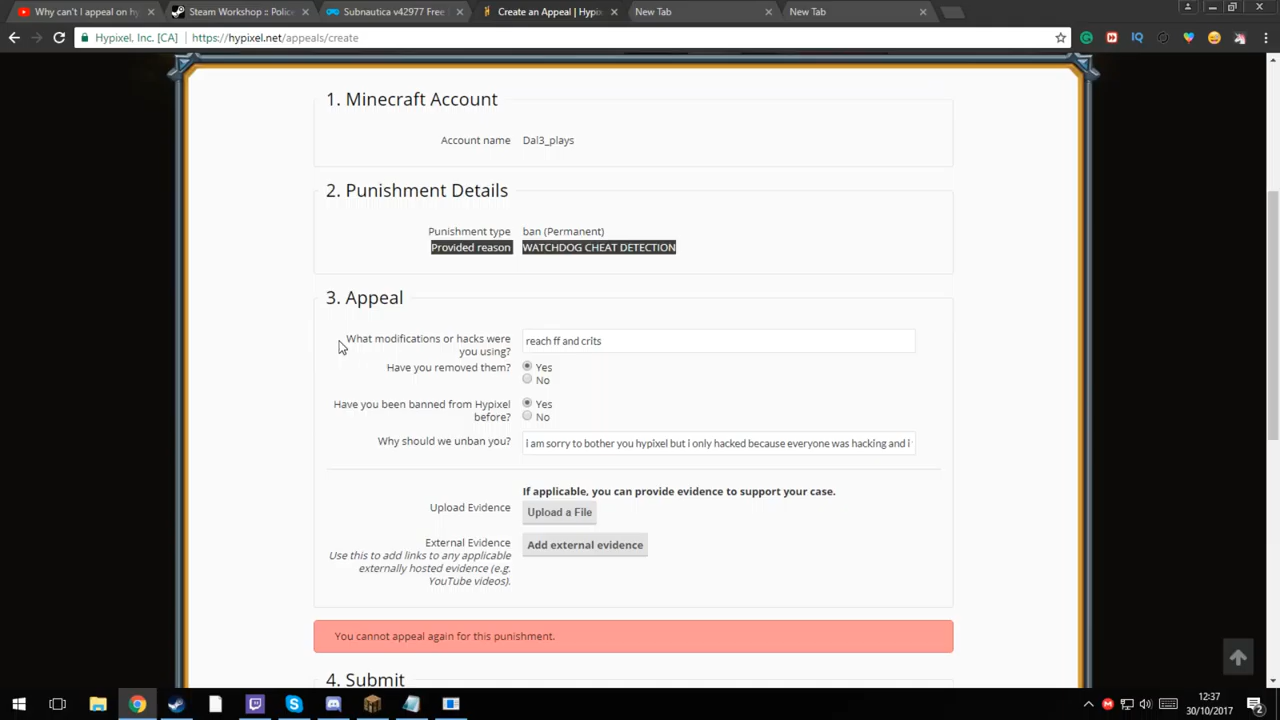 Why can't I appeal on hy
Steam Workshop :: Police
Subnautica v42977 Free
Create an Appeal | Hypix
New Tab
New Tab
Hypixel, Inc. [CA]
https://hypixel.net/appeals/create
1. Minecraft Account
Account name Dal3_plays
2. Punishment Details
Punishment type ban (Permanent)
Provided reason WATCHDOG CHEAT DETECTION
3. Appeal
What modifications or hacks were you using? reach ff and crits
Have you removed them? Yes
No
Have you been banned from Hypixel before? Yes
No
Why should we unban you? i am sorry to bother you hypixel but i only hacked because everyone was hacking and i
If applicable, you can provide evidence to support your case.
Upload Evidence Upload a File
External Evidence Add external evidence
Use this to add links to any applicable
externally hosted evidence (e.g.
YouTube videos).
You cannot appeal again for this punishment.
4. Submit
12:37
30/10/2017